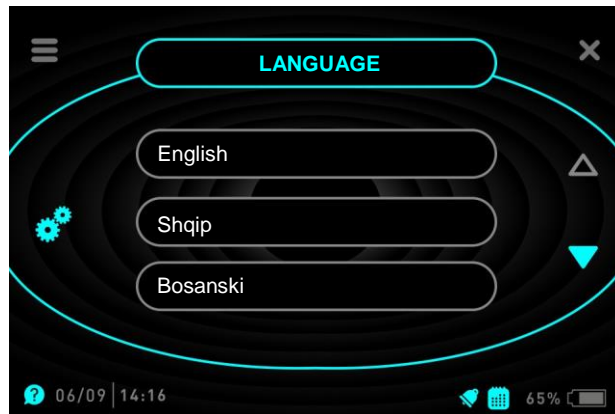 LANGUAGE
English
Shqip
Bosanski
? 06/09 14:16 65%